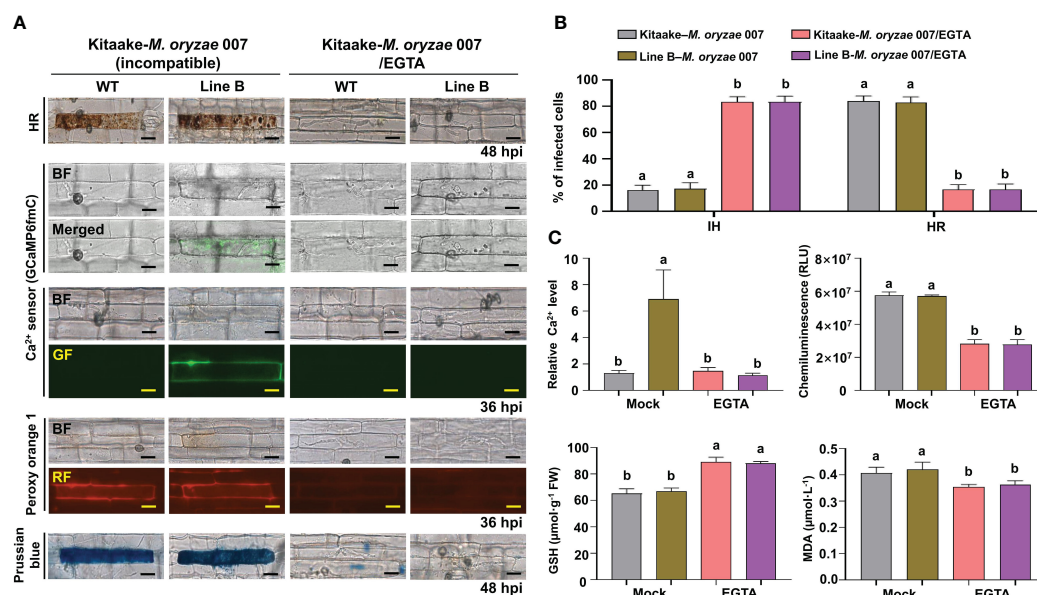 A
Kitaake-M. oryzae 007
(incompatible)
Kitaake-M. oryzae 007
/EGTA
WT
Line B
WT
Line B
HR
48 hpi
Ca²⁺ sensor (GCaMP6fmC)
BF
Merged
BF
GF
36 hpi
Peroxy orange 1
BF
RF
36 hpi
Prussian
blue
48 hpi
B
Kitaake–M. oryzae 007
Kitaake-M. oryzae 007/EGTA
Line B–M. oryzae 007
Line B-M. oryzae 007/EGTA
% of infected cells
100
80
60
40
20
0
a
a
b
b
a
a
b
b
IH
HR
C
Relative Ca²⁺ level
10
8
6
4
2
0
b
a
b
b
Mock
EGTA
Chemiluminescence (RLU)
8×10⁷
6×10⁷
4×10⁷
2×10⁷
0
a
a
b
b
Mock
EGTA
GSH (μmol·g⁻¹ FW)
100
80
60
40
20
0
b
b
a
a
Mock
EGTA
MDA (μmol·L⁻¹)
0.5
0.4
0.3
0.2
0.1
0.0
a
a
b
b
Mock
EGTA